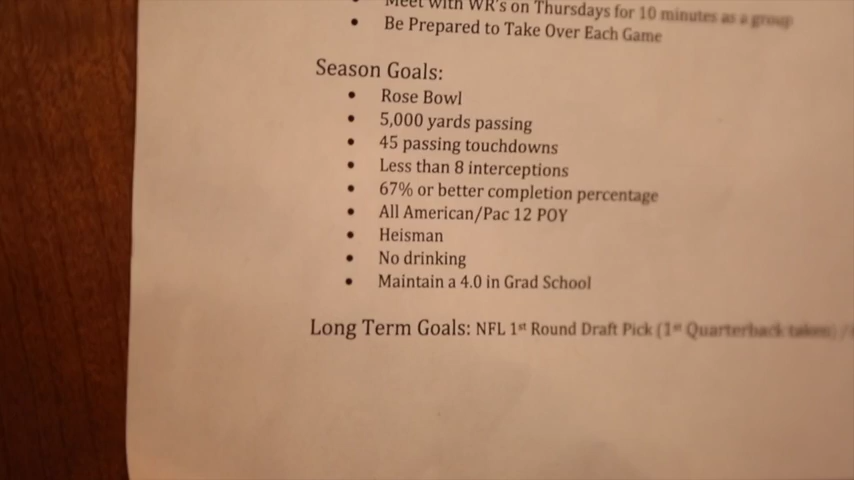 • Meet with WR's on Thursdays for 10 minutes as a group
• Be Prepared to Take Over Each Game
Season Goals:
• Rose Bowl
• 5,000 yards passing
• 45 passing touchdowns
• Less than 8 interceptions
• 67% or better completion percentage
• All American/Pac 12 POY
• Heisman
• No drinking
• Maintain a 4.0 in Grad School
Long Term Goals: NFL 1st Round Draft Pick (1st Quarterback taken) /